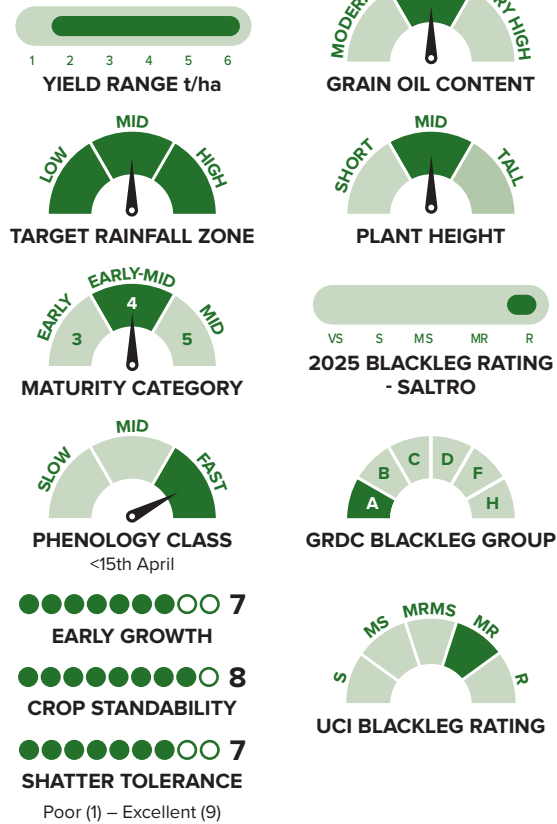 1 2 3 4 5 6
YIELD RANGE t/ha
GRAIN OIL CONTENT
LOW MID HIGH
TARGET RAINFALL ZONE
SHORT MID TALL
PLANT HEIGHT
EARLY EARLY-MID MID
3 4 5
MATURITY CATEGORY
VS S MS MR R
2025 BLACKLEG RATING
- SALTRO
SLOW MID FAST
PHENOLOGY CLASS
<15th April
A B C D F H
GRDC BLACKLEG GROUP
7
EARLY GROWTH
8
CROP STANDABILITY
7
SHATTER TOLERANCE
Poor (1) – Excellent (9)
S MS MRMS MR R
UCI BLACKLEG RATING